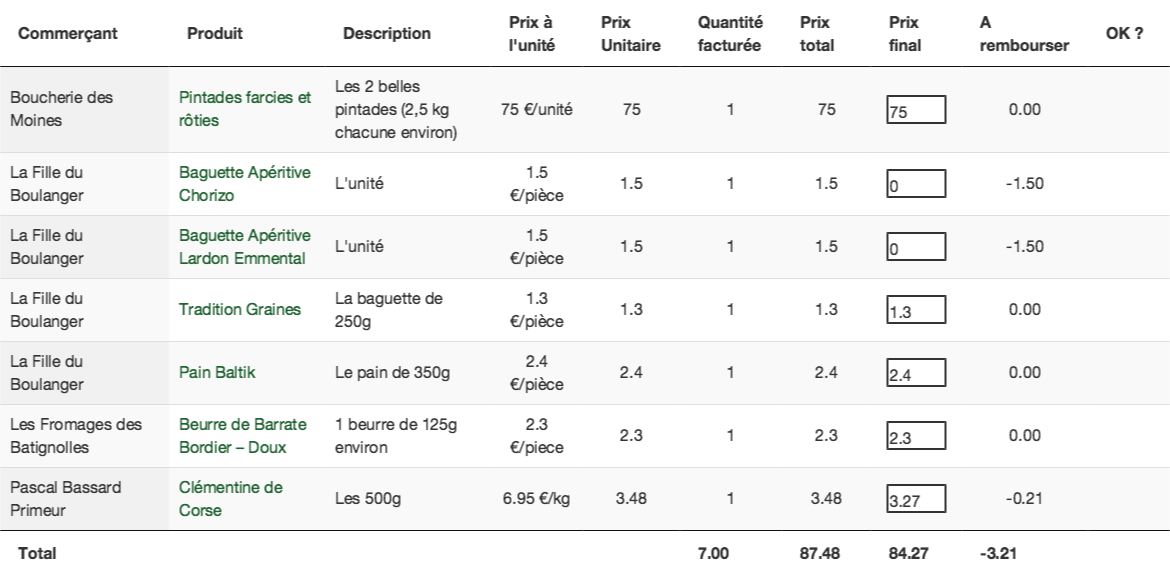 Commerçant Produit Description Prix à l'unité Prix Unitaire Quantité facturée Prix total Prix final A rembourser OK ?
Boucherie des Moines Pintades farcies et rôties Les 2 belles pintades (2,5 kg chacune environ) 75 €/unité 75 1 75 75 0.00
La Fille du Boulanger Baguette Apéritive Chorizo L'unité 1.5 €/pièce 1.5 1 1.5 0 -1.50
La Fille du Boulanger Baguette Apéritive Lardon Emmental L'unité 1.5 €/pièce 1.5 1 1.5 0 -1.50
La Fille du Boulanger Tradition Graines La baguette de 250g 1.3 €/pièce 1.3 1 1.3 1.3 0.00
La Fille du Boulanger Pain Baltik Le pain de 350g 2.4 €/pièce 2.4 1 2.4 2.4 0.00
Les Fromages des Batignolles Beurre de Barrate Bordier – Doux 1 beurre de 125g environ 2.3 €/piece 2.3 1 2.3 2.3 0.00
Pascal Bassard Primeur Clémentine de Corse Les 500g 6.95 €/kg 3.48 1 3.48 3.27 -0.21
Total 7.00 87.48 84.27 -3.21